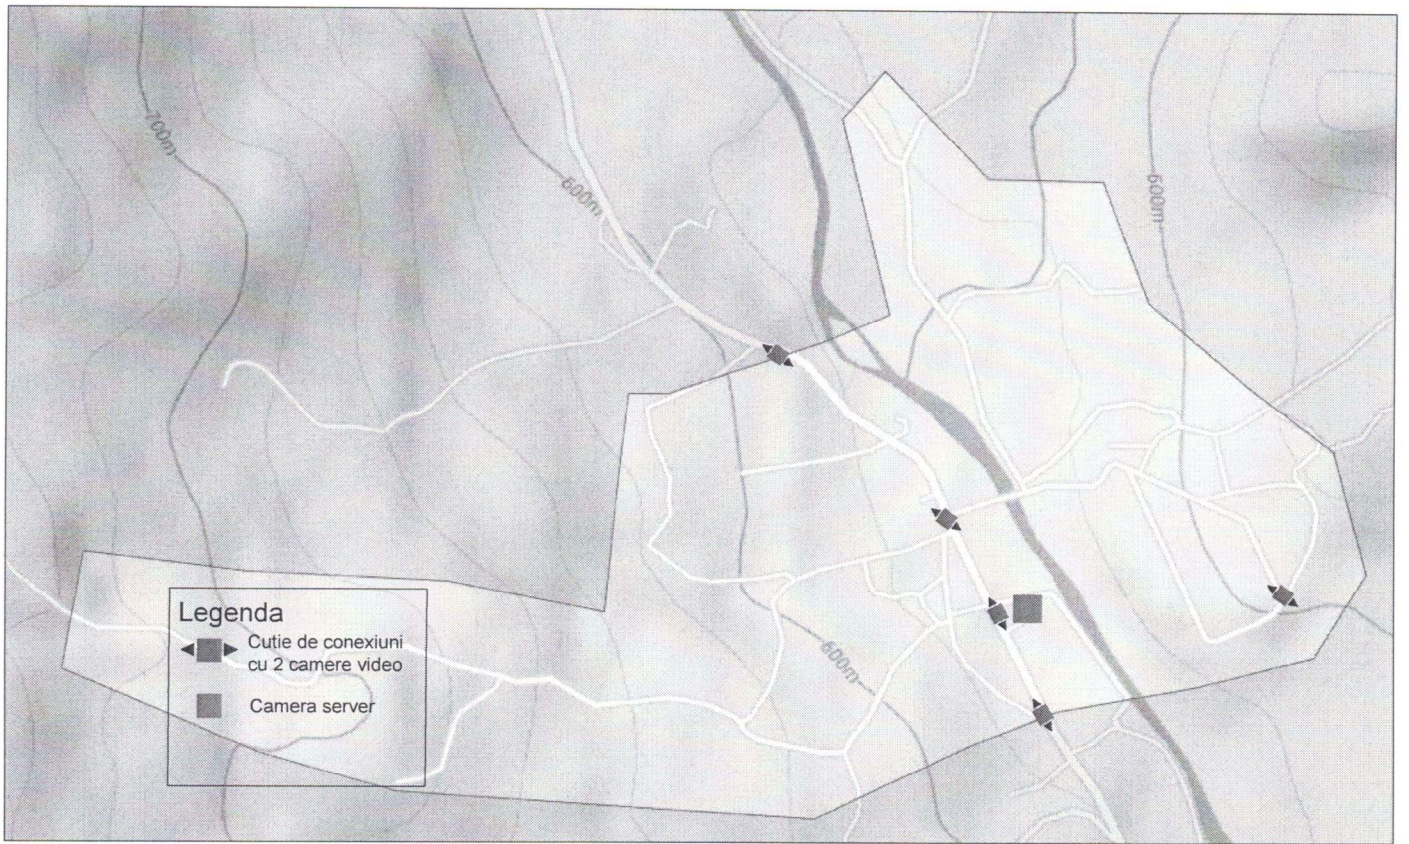 700m
600m
600m
600m
Legenda
Cutie de conexiuni
cu 2 camere video
Camera server